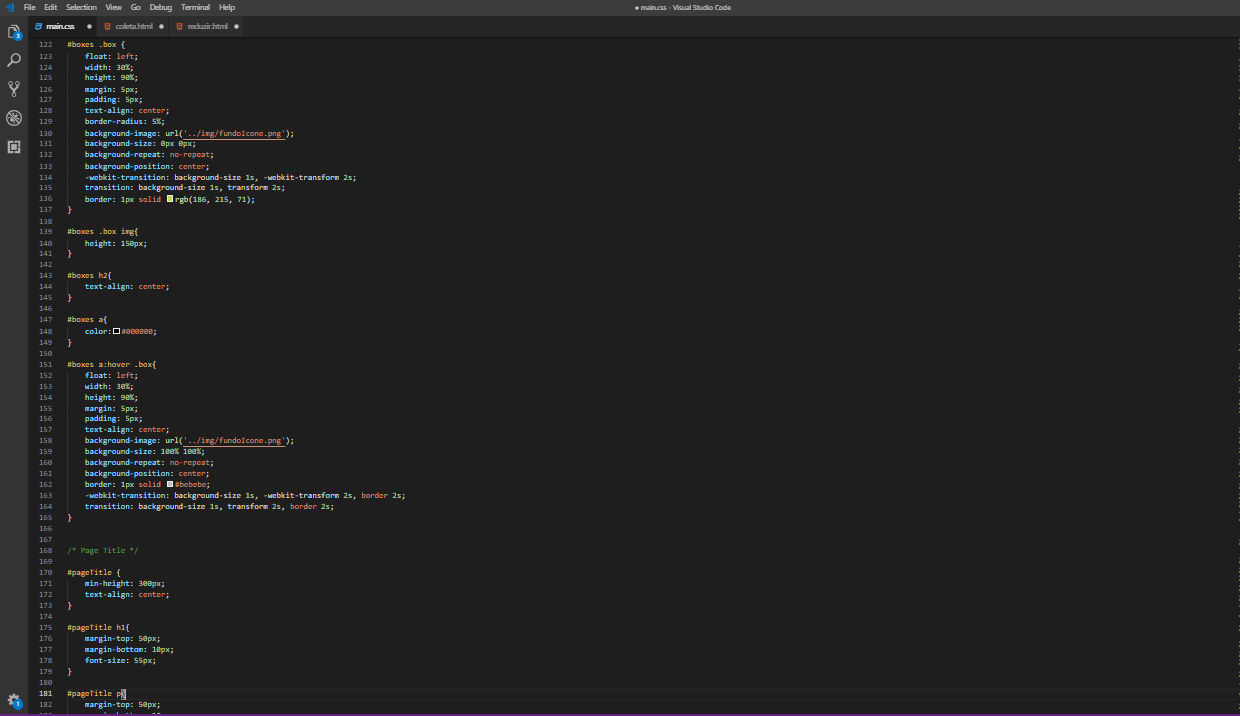 File Edit Selection View Go Debug Terminal Help
● main.css - Visual Studio Code
main.css ● coleta.html ● reduzir.html ●
3
122 #boxes .box {
123 float: left;
124 width: 30%;
125 height: 90%;
126 margin: 5px;
127 padding: 5px;
128 text-align: center;
129 border-radius: 5%;
130 background-image: url('../img/fundoIcone.png');
131 background-size: 0px 0px;
132 background-repeat: no-repeat;
133 background-position: center;
134 -webkit-transition: background-size 1s, -webkit-transform 2s;
135 transition: background-size 1s, transform 2s;
136 border: 1px solid rgb(186, 215, 71);
137 }
138
139 #boxes .box img{
140 height: 150px;
141 }
142
143 #boxes h2{
144 text-align: center;
145 }
146
147 #boxes a{
148 color: #000000;
149 }
150
151 #boxes a:hover .box{
152 float: left;
153 width: 30%;
154 height: 90%;
155 margin: 5px;
156 padding: 5px;
157 text-align: center;
158 background-image: url('../img/fundoIcone.png');
159 background-size: 100% 100%;
160 background-repeat: no-repeat;
161 background-position: center;
162 border: 1px solid #bebebe;
163 -webkit-transition: background-size 1s, -webkit-transform 2s, border 2s;
164 transition: background-size 1s, transform 2s, border 2s;
165 }
166
167
168 /* Page Title */
169
170 #pageTitle {
171 min-height: 300px;
172 text-align: center;
173 }
174
175 #pageTitle h1{
176 margin-top: 50px;
177 margin-bottom: 10px;
178 font-size: 55px;
179 }
180
181 #pageTitle p{
182 margin-top: 50px;
1